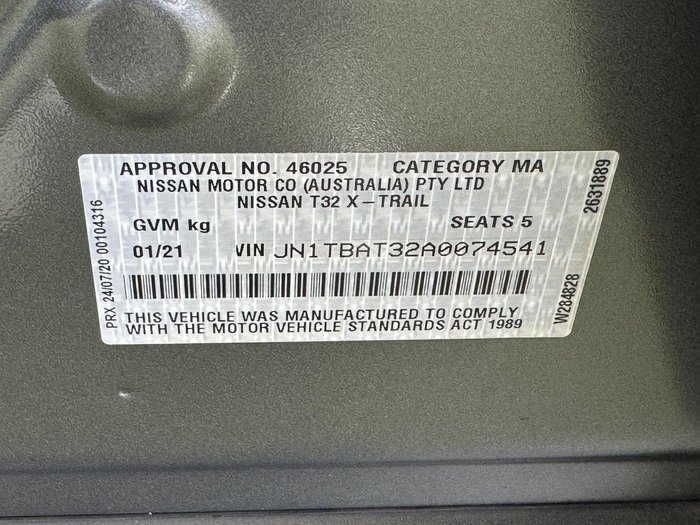 APPROVAL NO. 46025 CATEGORY MA
NISSAN MOTOR CO (AUSTRALIA) PTY LTD
NISSAN T32 X-TRAIL
GVM kg SEATS 5
01/21 VIN JN1TBAT32A0074541
THIS VEHICLE WAS MANUFACTURED TO COMPLY
WITH THE MOTOR VEHICLE STANDARDS ACT 1989
PRX 24/07/20 00104316
2631889
W284828